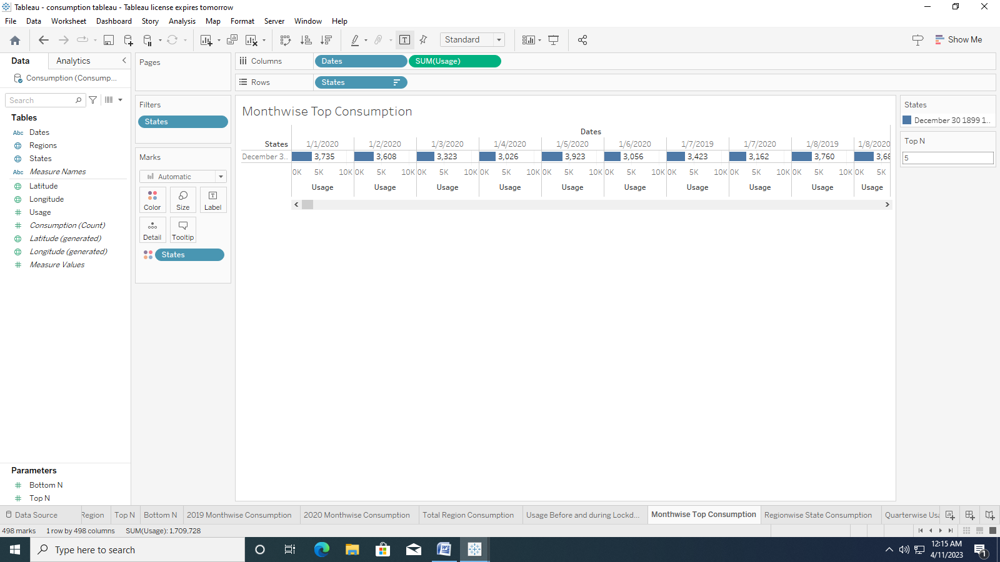 Tableau - consumption tableau - Tableau license expires tomorrow
File Data Worksheet Dashboard Story Analysis Map Format Server Window Help
Standard
Show Me
Data Analytics
Consumption (Consump...
Search
Tables
Abc Dates
Regions
States
Abc Measure Names
Latitude
Longitude
Usage
Consumption (Count)
Latitude (generated)
Longitude (generated)
Measure Values
Parameters
Bottom N
Top N
Pages
Filters
States
Marks
Automatic
Color Size Label
Detail Tooltip
States
Columns Dates SUM(Usage)
Rows States
Monthwise Top Consumption
Dates
States 1/1/2020 1/2/2020 1/3/2020 1/4/2020 1/5/2020 1/6/2020 1/7/2019 1/7/2020 1/8/2019 1/8/2020
December 3.. 3,735 3,608 3,323 3,026 3,923 3,056 3,423 3,162 3,760 3,68
0K 5K 10K 0K 5K 10K 0K 5K 10K 0K 5K 10K 0K 5K 10K 0K 5K 10K 0K 5K 10K 0K 5K 10K 0K 5K 10K 0K 5K
Usage Usage Usage Usage Usage Usage Usage Usage Usage Usage
States
December 30 1899 1..
Top N
5
Data Source Region Top N Bottom N 2019 Monthwise Consumption 2020 Monthwise Consumption Total Region Consumption Usage Before and during Lockd... Monthwise Top Consumption Regionwise State Consumption Quarterwise Usa
498 marks 1 row by 498 columns SUM(Usage): 1,709,728
Type here to search
12:15 AM
4/11/2023
1